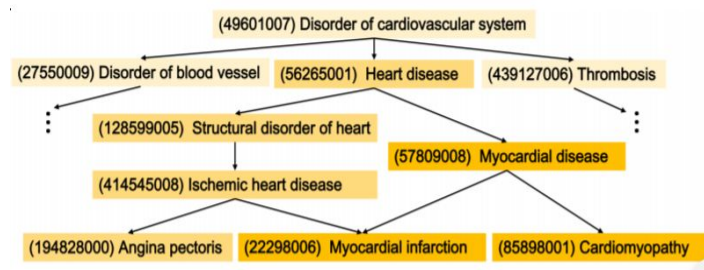 (49601007) Disorder of cardiovascular system
(27550009) Disorder of blood vessel
(56265001) Heart disease
(439127006) Thrombosis
(128599005) Structural disorder of heart
(57809008) Myocardial disease
(414545008) Ischemic heart disease
(194828000) Angina pectoris
(22298006) Myocardial infarction
(85898001) Cardiomyopathy